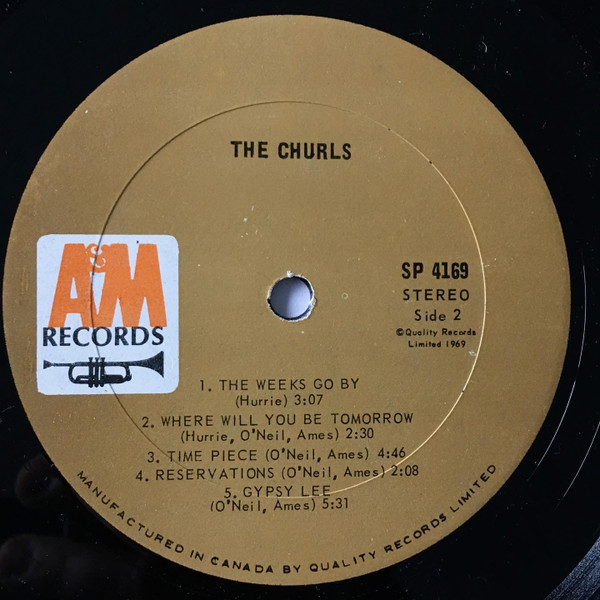 THE CHURLS
A&M
RECORDS
SP 4169
STEREO
Side 2
©Quality Records
Limited 1969
1. THE WEEKS GO BY
(Hurrie) 3:07
2. WHERE WILL YOU BE TOMORROW
(Hurrie, O'Neil, Ames) 2:30
3. TIME PIECE (O'Neil, Ames) 4:46
4. RESERVATIONS (O'Neil, Ames) 2:08
5. GYPSY LEE
(O'Neil, Ames) 5:31
MANUFACTURED IN CANADA BY QUALITY RECORDS LIMITED